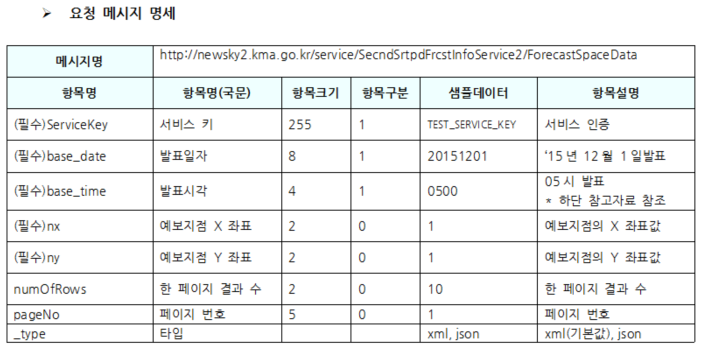 ➢ 요청 메시지 명세
메시지명 http://newsky2.kma.go.kr/service/SecndSrtpdFrcstInfoService2/ForecastSpaceData
항목명 항목명(국문) 항목크기 항목구분 샘플데이터 항목설명
(필수)ServiceKey 서비스 키 255 1 TEST_SERVICE_KEY 서비스 인증
(필수)base_date 발표일자 8 1 20151201 ‘15 년 12 월 1 일발표
(필수)base_time 발표시각 4 1 0500 05 시 발표
* 하단 참고자료 참조
(필수)nx 예보지점 X 좌표 2 0 1 예보지점의 X 좌표값
(필수)ny 예보지점 Y 좌표 2 0 1 예보지점의 Y 좌표값
numOfRows 한 페이지 결과 수 2 0 10 한 페이지 결과 수
pageNo 페이지 번호 5 0 1 페이지 번호
_type 타입 xml, json xml(기본값), json